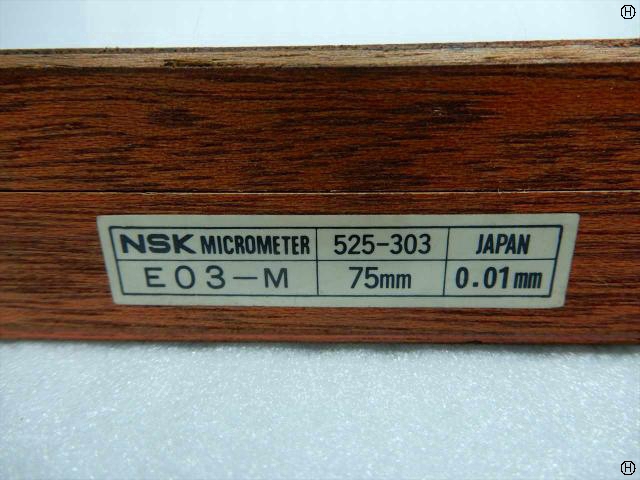 Ⓗ
NSK MICROMETER 525-303 JAPAN
E03-M 75mm 0.01mm
Ⓗ